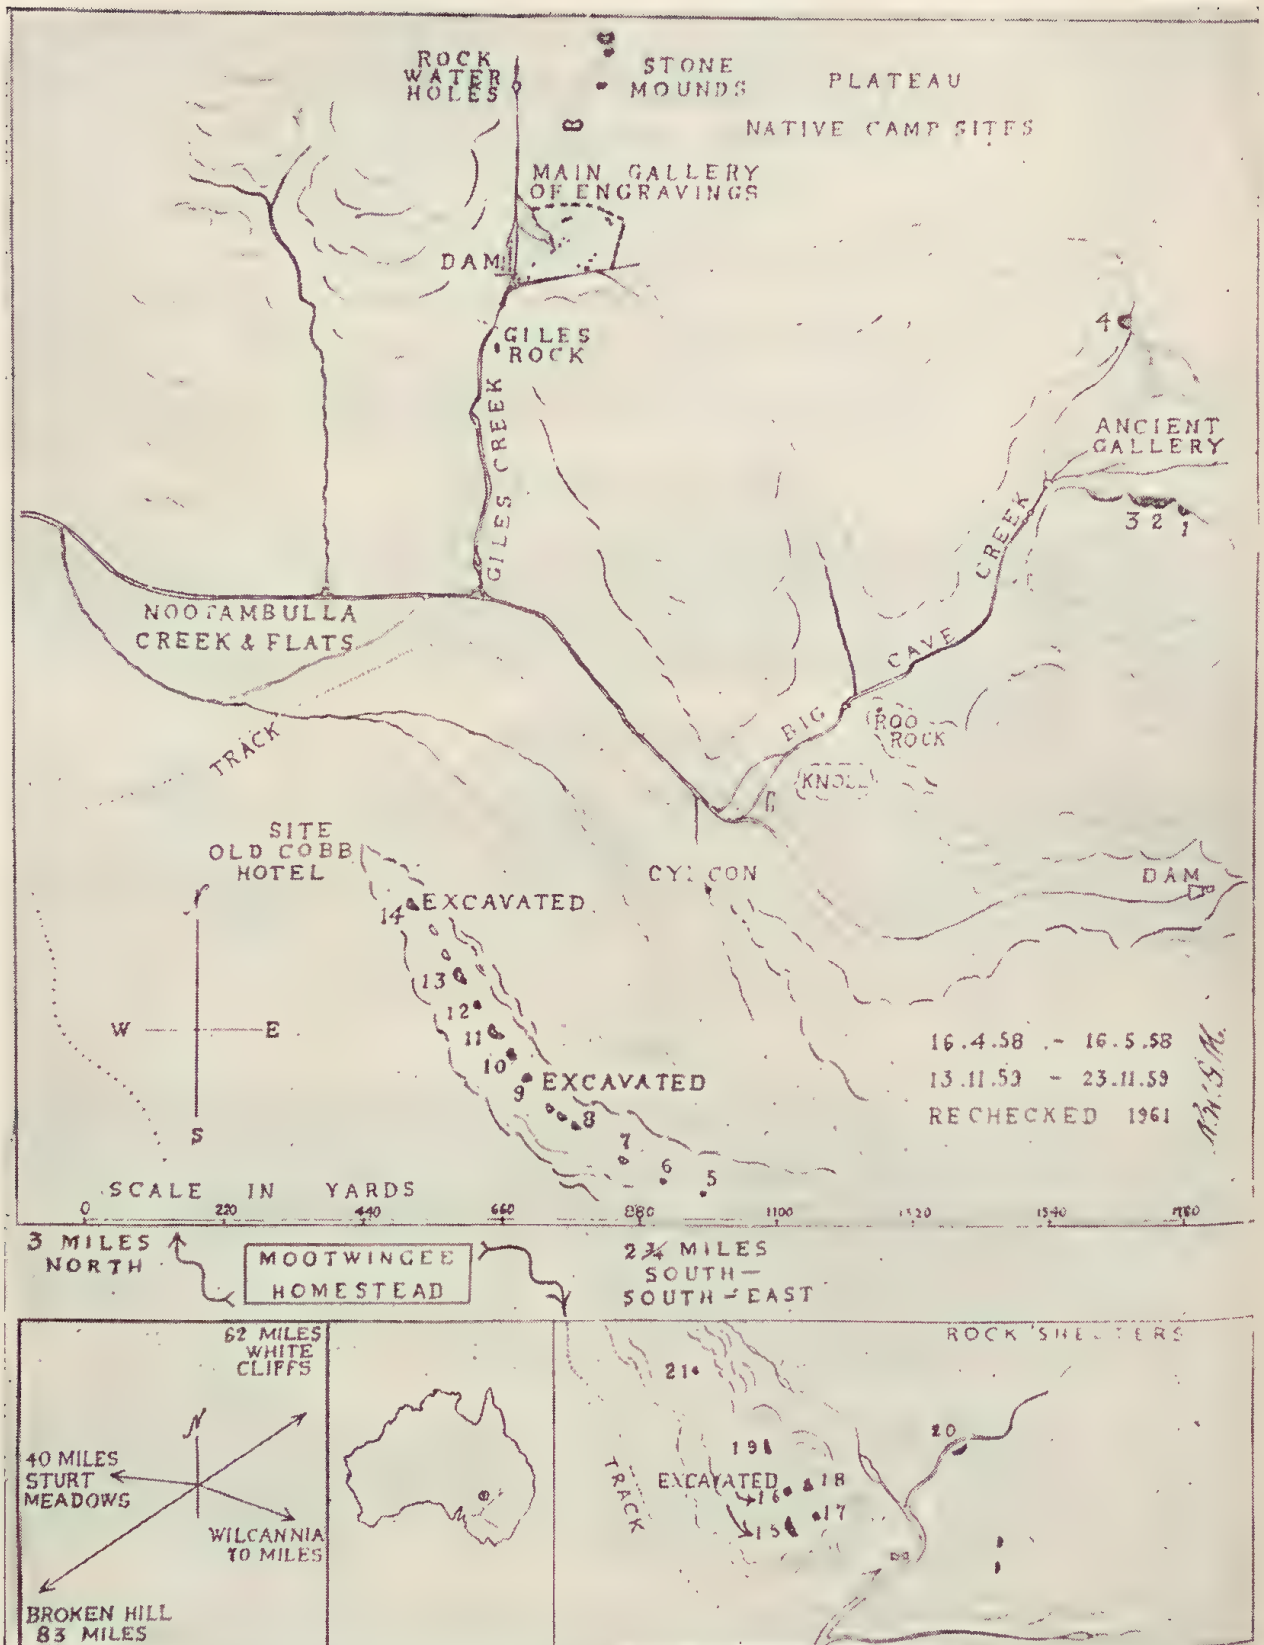 ROCK
WATER
HOLES
STONE
MOUNDS
PLATEAU
NATIVE CAMP SITES
MAIN GALLERY
OF ENGRAVINGS
DAM
GILES
ROCK
GILES CREEK
4
ANCIENT
GALLERY
3 2 1
NOOTAMBULLA
CREEK & FLATS
BIG CAVE CREEK
ROO
ROCK
KNOLL
TRACK
SITE
OLD COBB
HOTEL
CYLCON
DAM
14 EXCAVATED
13
12
11
10
9 EXCAVATED
8
7
6
5
N
W E
S
16.4.58 - 16.5.58
13.11.59 - 23.11.59
RECHECKED 1961
SCALE IN YARDS
0 220 440 660 880 1100 1320 1540 1760
3 MILES
NORTH
MOOTWINGEE
HOMESTEAD
2¾ MILES
SOUTH-
SOUTH-EAST
62 MILES
WHITE
CLIFFS
N
40 MILES
STURT
MEADOWS
WILCANNIA
70 MILES
BROKEN HILL
83 MILES
ROCK SHELTERS
21
20
19
EXCAVATED
18
16
17
15
TRACK